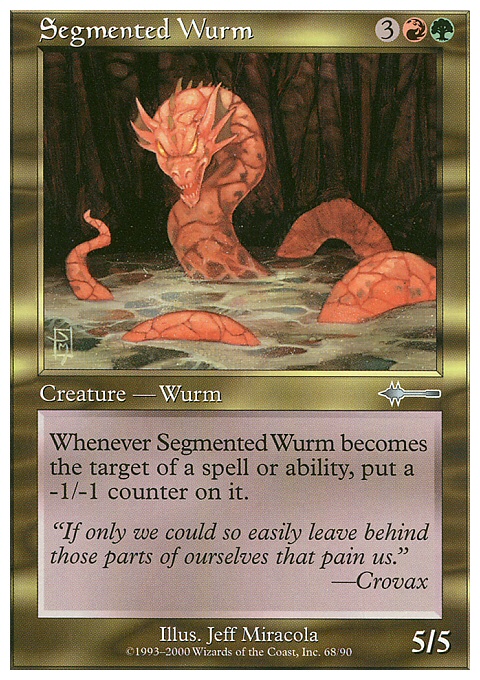 Segmented Wurm 3
Creature — Wurm
Whenever Segmented Wurm becomes
the target of a spell or ability, put a
-1/-1 counter on it.
“If only we could so easily leave behind
those parts of ourselves that pain us.”
—Crovax
Illus. Jeff Miracola
©1993–2000 Wizards of the Coast, Inc. 68/90
5/5